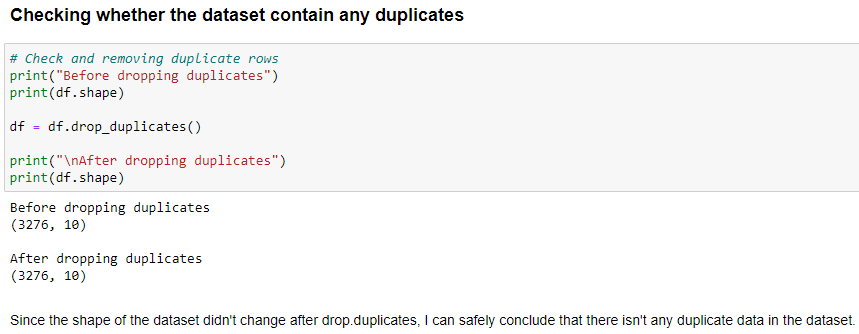 Checking whether the dataset contain any duplicates
# Check and removing duplicate rows
print("Before dropping duplicates")
print(df.shape)
df = df.drop_duplicates()
print("\nAfter dropping duplicates")
print(df.shape)
Before dropping duplicates
(3276, 10)
After dropping duplicates
(3276, 10)
Since the shape of the dataset didn't change after drop.duplicates, I can safely conclude that there isn't any duplicate data in the dataset.